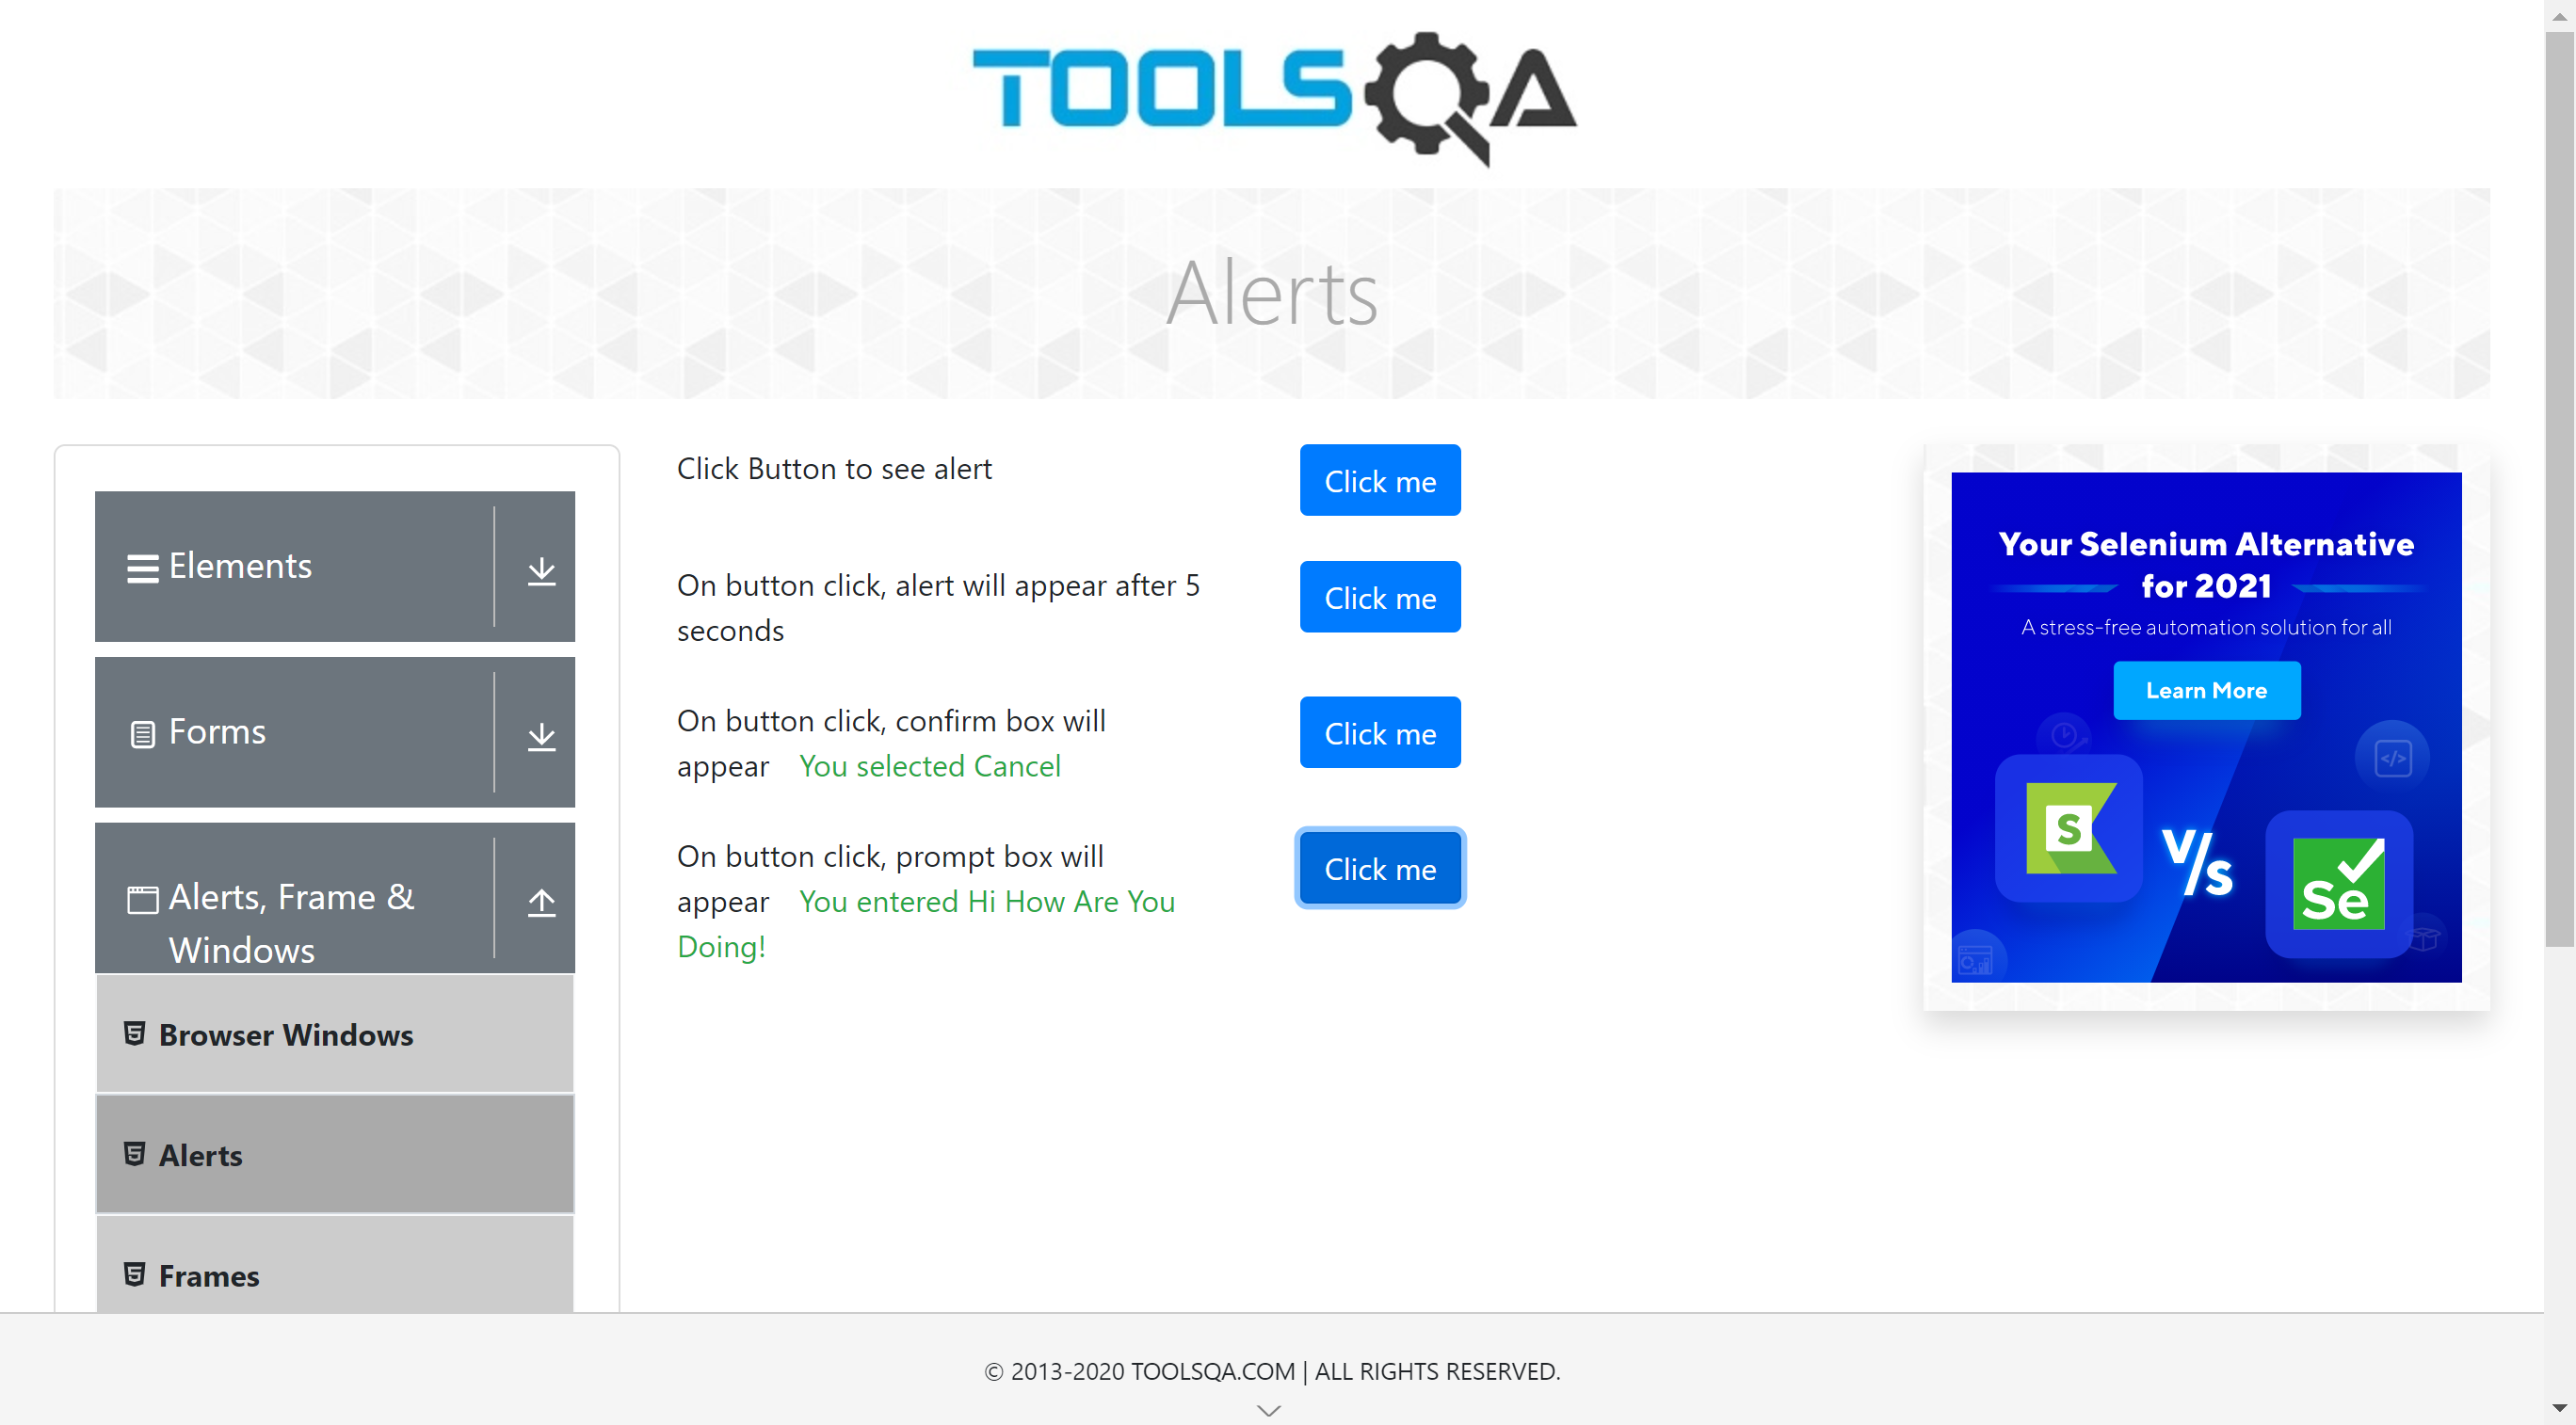 TOOLSQA
Alerts
Elements
Forms
Alerts, Frame &
Windows
Browser Windows
Alerts
Frames
Click Button to see alert
Click me
On button click, alert will appear after 5
seconds
Click me
On button click, confirm box will
appear You selected Cancel
Click me
On button click, prompt box will
appear You entered Hi How Are You
Doing!
Click me
Your Selenium Alternative
for 2021
A stress-free automation solution for all
Learn More
S
V/s
Se
</>
© 2013-2020 TOOLSQA.COM | ALL RIGHTS RESERVED.